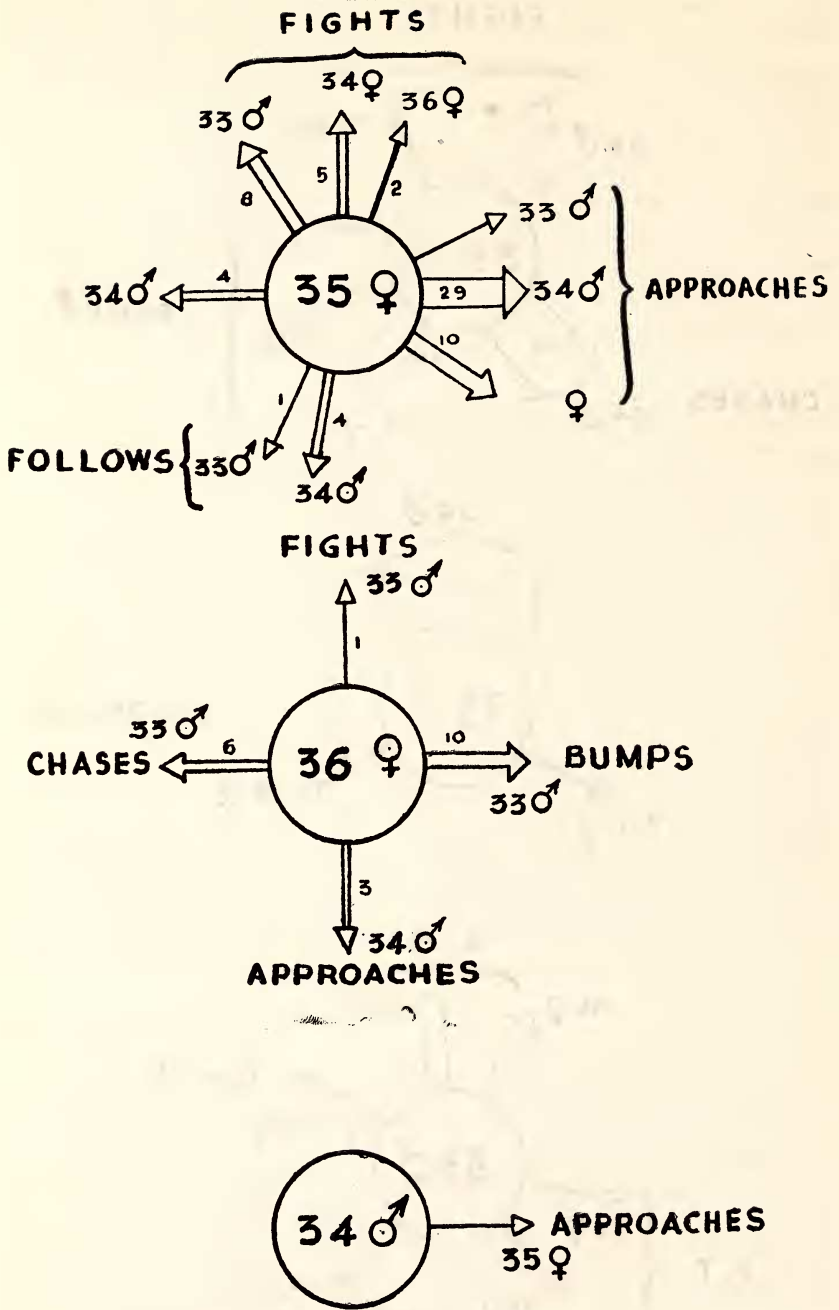 FIGHTS
34♀
33♂ 36♀
8 5 2
33♂
34♂ 4 35♀ 29 34♂ APPROACHES
10
♀
1 4
FOLLOWS 33♂
34♂
FIGHTS
33♂
1
33♂
CHASES 6 36♀ 10 BUMPS
33♂
3
34♂
APPROACHES
34♂ APPROACHES
35♀